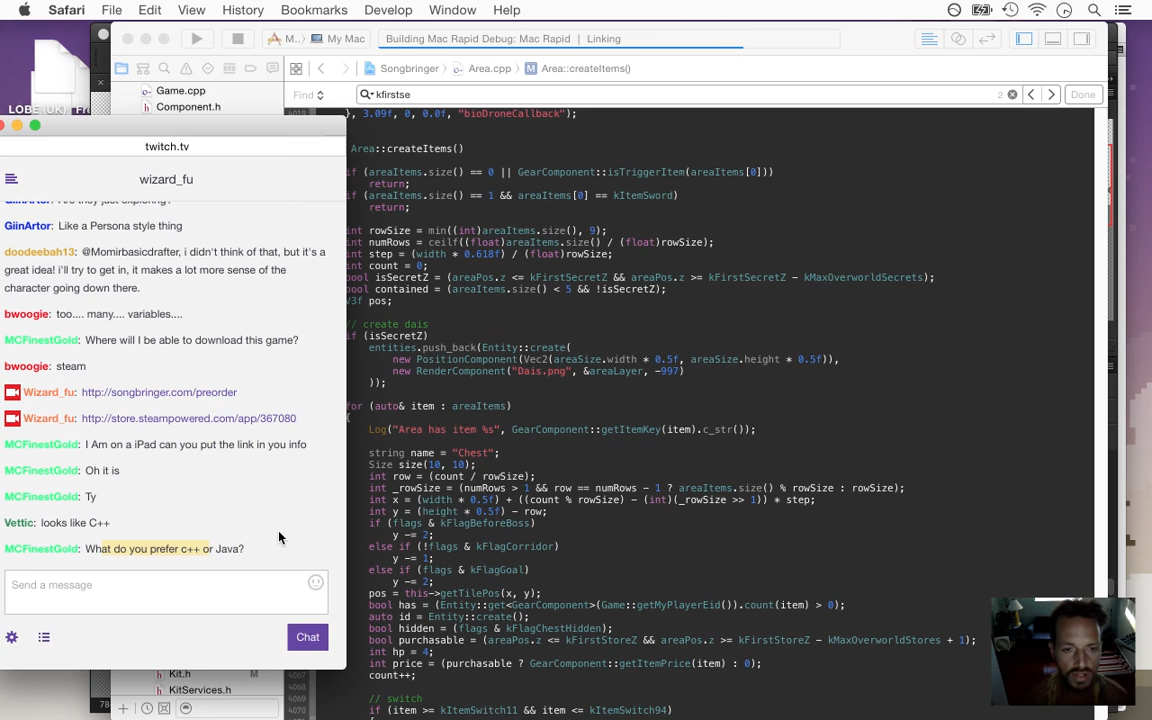 Safari File Edit View History Bookmarks Develop Window Help
M.. My Mac Building Mac Rapid Debug: Mac Rapid | Linking
Songbringer Area.cpp Area::createItems()
Game.cpp
Component.h
Find kfirstse 2 Done
LOBE (UK)
}, 3.09f, 0, 0.0f, "bioDroneCallback");
twitch.tv
wizard_fu
GiinArtor: Are they just exploring?
GiinArtor: Like a Persona style thing
doodeebah13: @Momirbasicdrafter, i didn't think of that, but it's a
great idea! i'll try to get in, it makes a lot more sense of the
character going down there.
bwoogie: too.... many.... variables....
MCFinestGold: Where will I be able to download this game?
bwoogie: steam
Wizard_fu: http://songbringer.com/preorder
Wizard_fu: http://store.steampowered.com/app/367080
MCFinestGold: I Am on a iPad can you put the link in you info
MCFinestGold: Oh it is
MCFinestGold: Ty
Vettic: looks like C++
MCFinestGold: What do you prefer c++ or Java?
Send a message
Chat
Area::createItems()
if (areaItems.size() == 0 || GearComponent::isTriggerItem(areaItems[0]))
return;
if (areaItems.size() == 1 && areaItems[0] == kItemSword)
return;
int rowSize = min((int)areaItems.size(), 9);
int numRows = ceilf((float)areaItems.size() / (float)rowSize);
int step = (width * 0.618f) / (float)rowSize;
int count = 0;
bool isSecretZ = (areaPos.z <= kFirstSecretZ && areaPos.z >= kFirstSecretZ - kMaxOverworldSecrets);
bool contained = (areaItems.size() < 5 && !isSecretZ);
V3f pos;
// create dais
if (isSecretZ)
entities.push_back(Entity::create(
new PositionComponent(Vec2(areaSize.width * 0.5f, areaSize.height * 0.5f)),
new RenderComponent("Dais.png", &areaLayer, -997)
));
for (auto& item : areaItems)
{
Log("Area has item %s", GearComponent::getItemKey(item).c_str());
string name = "Chest";
Size size(10, 10);
int row = (count / rowSize);
int _rowSize = (numRows > 1 && row == numRows - 1 ? areaItems.size() % rowSize : rowSize);
int x = (width * 0.5f) + ((count % rowSize) - (int)(_rowSize >> 1)) * step;
int y = (height * 0.5f) - row;
if (flags & kFlagBeforeBoss)
y -= 2;
else if (!flags & kFlagCorridor)
y -= 1;
else if (flags & kFlagGoal)
y -= 2;
pos = this->getTilePos(x, y);
bool has = (Entity::get<GearComponent>(Game::getMyPlayerEid()).count(item) > 0);
auto id = Entity::create();
bool hidden = (flags & kFlagChestHidden);
bool purchasable = (areaPos.z <= kFirstStoreZ && areaPos.z >= kFirstStoreZ - kMaxOverworldStores + 1);
int hp = 4;
int price = (purchasable ? GearComponent::getItemPrice(item) : 0);
count++;
// switch
if (item >= kItemSwitch11 && item <= kItemSwitch94)
Kit.h M
KitServices.h
4067
4068
4069
4070